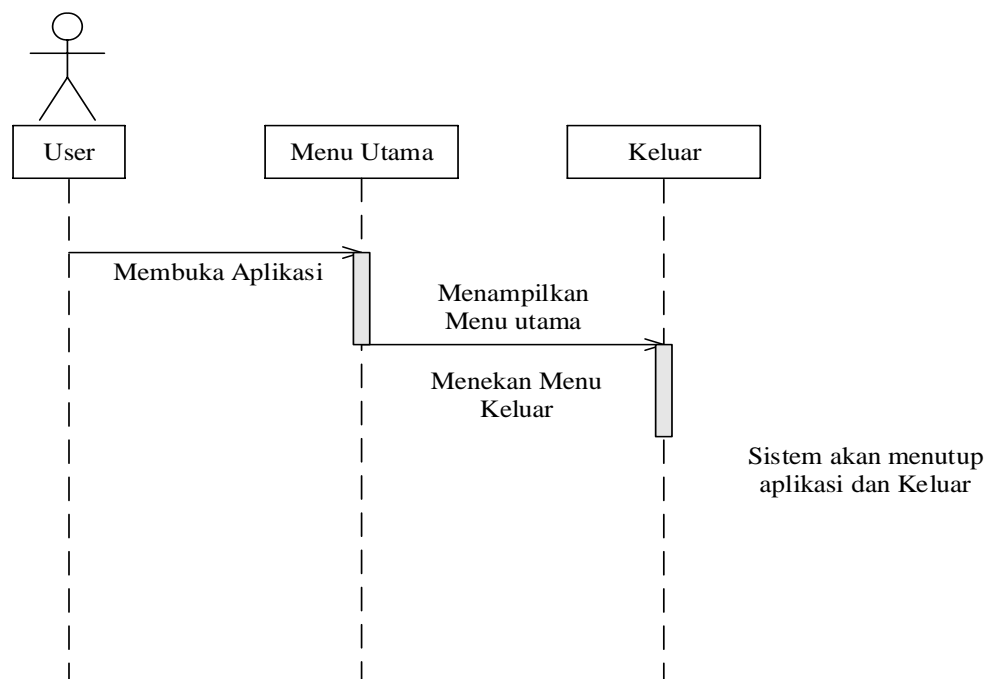 User
Menu Utama
Keluar
Membuka Aplikasi
Menampilkan
Menu utama
Menekan Menu
Keluar
Sistem akan menutup
aplikasi dan Keluar